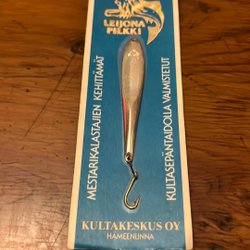 LEIJONA
PILKKI
MESTARIKALASTAJIEN KEHITTÄMÄT
KULTASEPÄNTAIDOLLA VALMISTETUT
KULTAKESKUS OY
HÄMEENLINNA